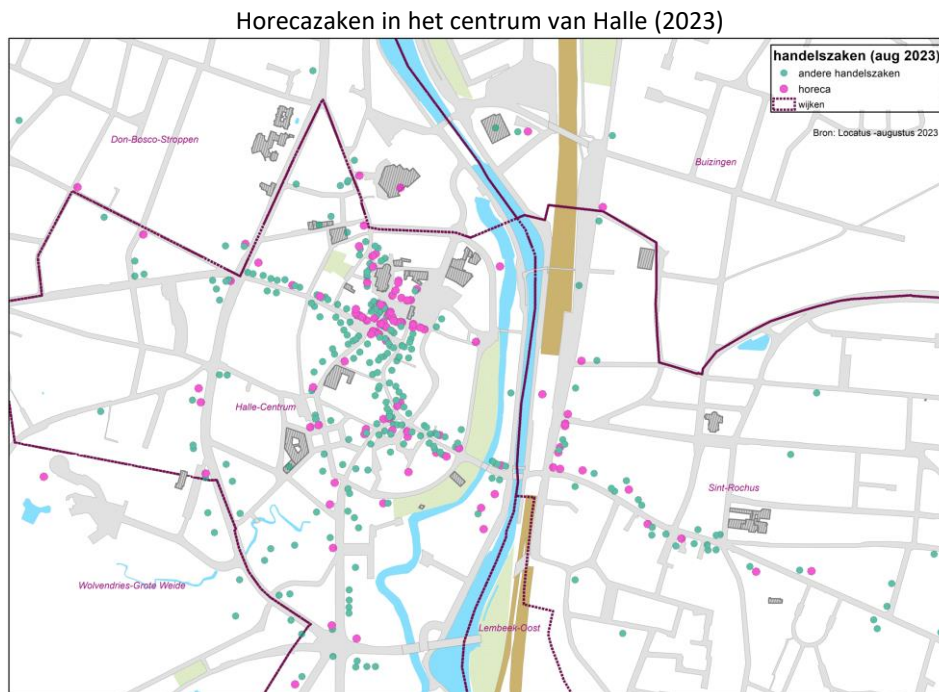 Horecazaken in het centrum van Halle (2023)
handelszaken (aug 2023)
andere handelszaken
horeca
wijken
Bron: Locatus -augustus 2023
Don-Bosco-Stroppen
Buizingen
Halle-Centrum
Sint-Rochus
Wolvendries-Grote Weide
Lembeek-Oost